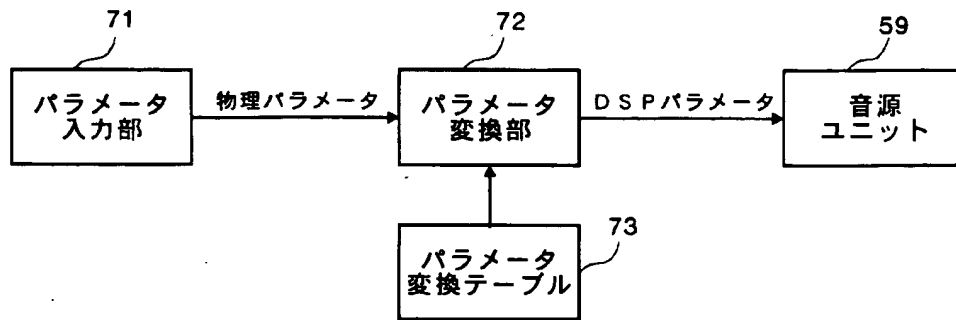 71
72
59
パラメータ
入力部
物理パラメータ
パラメータ
変換部
DSPパラメータ
音源
ユニット
73
パラメータ
変換テーブル